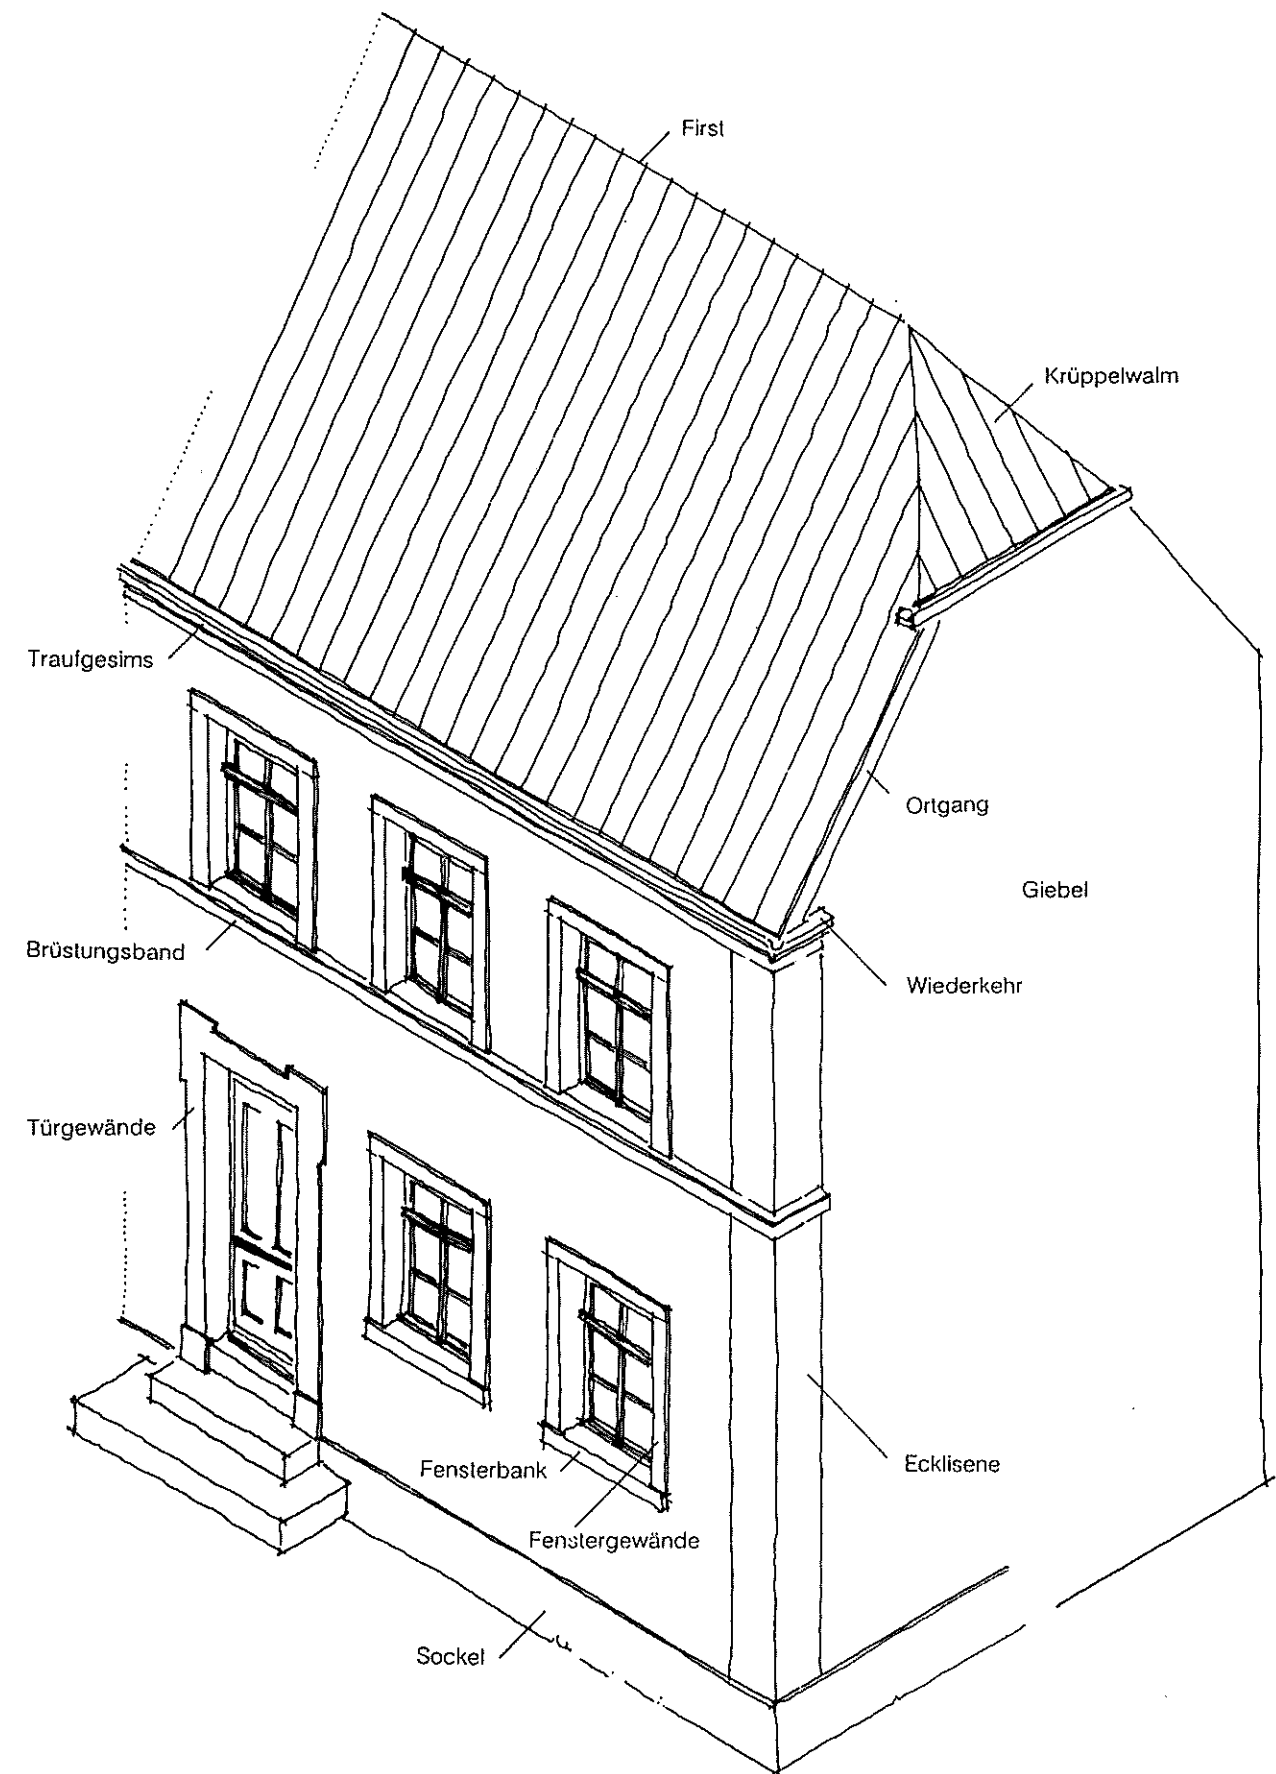 First
Krüppelwalm
Traufgesims
Ortgang
Giebel
Brüstungsband
Wiederkehr
Türgewände
Ecklisene
Fensterbank
Fenstergewände
Sockel